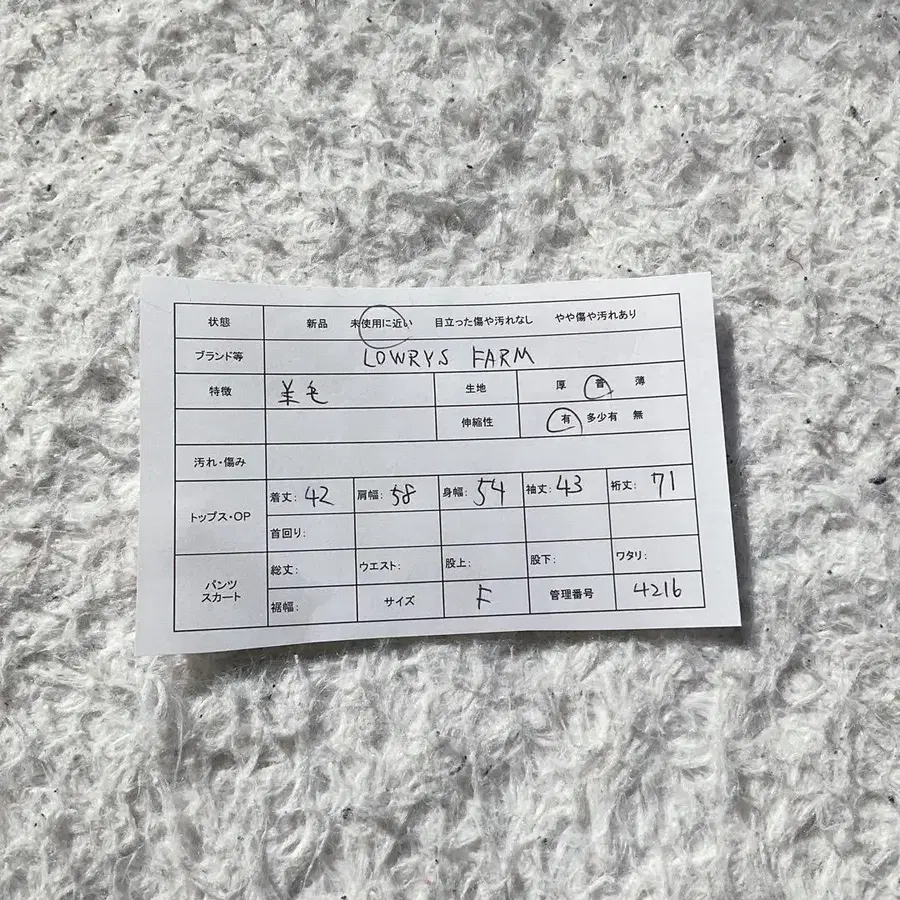 状態 新品 未使用に近い 目立った傷や汚れなし やや傷や汚れあり
ブランド等 LOWRYS FARM
特徴 羊毛 生地 厚 普 薄
伸縮性 有 多少有 無
汚れ・傷み
トップス・OP 着丈: 42 肩幅: 58 身幅: 54 袖丈: 43 裄丈: 71
首回り:
パンツ スカート 総丈: ウエスト: 股上: 股下: ワタリ:
裾幅: サイズ F 管理番号 4216